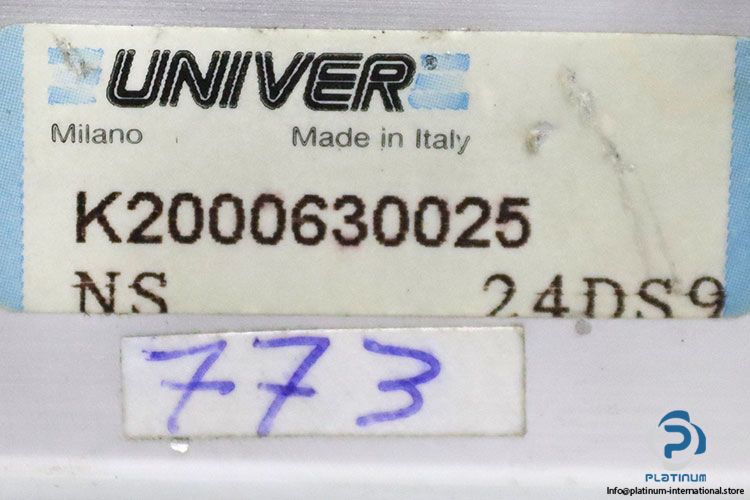 UNIVER®
Milano Made in Italy
K2000630025
NS 24DS9
773
PLATINUM
Info@platinum-international.store